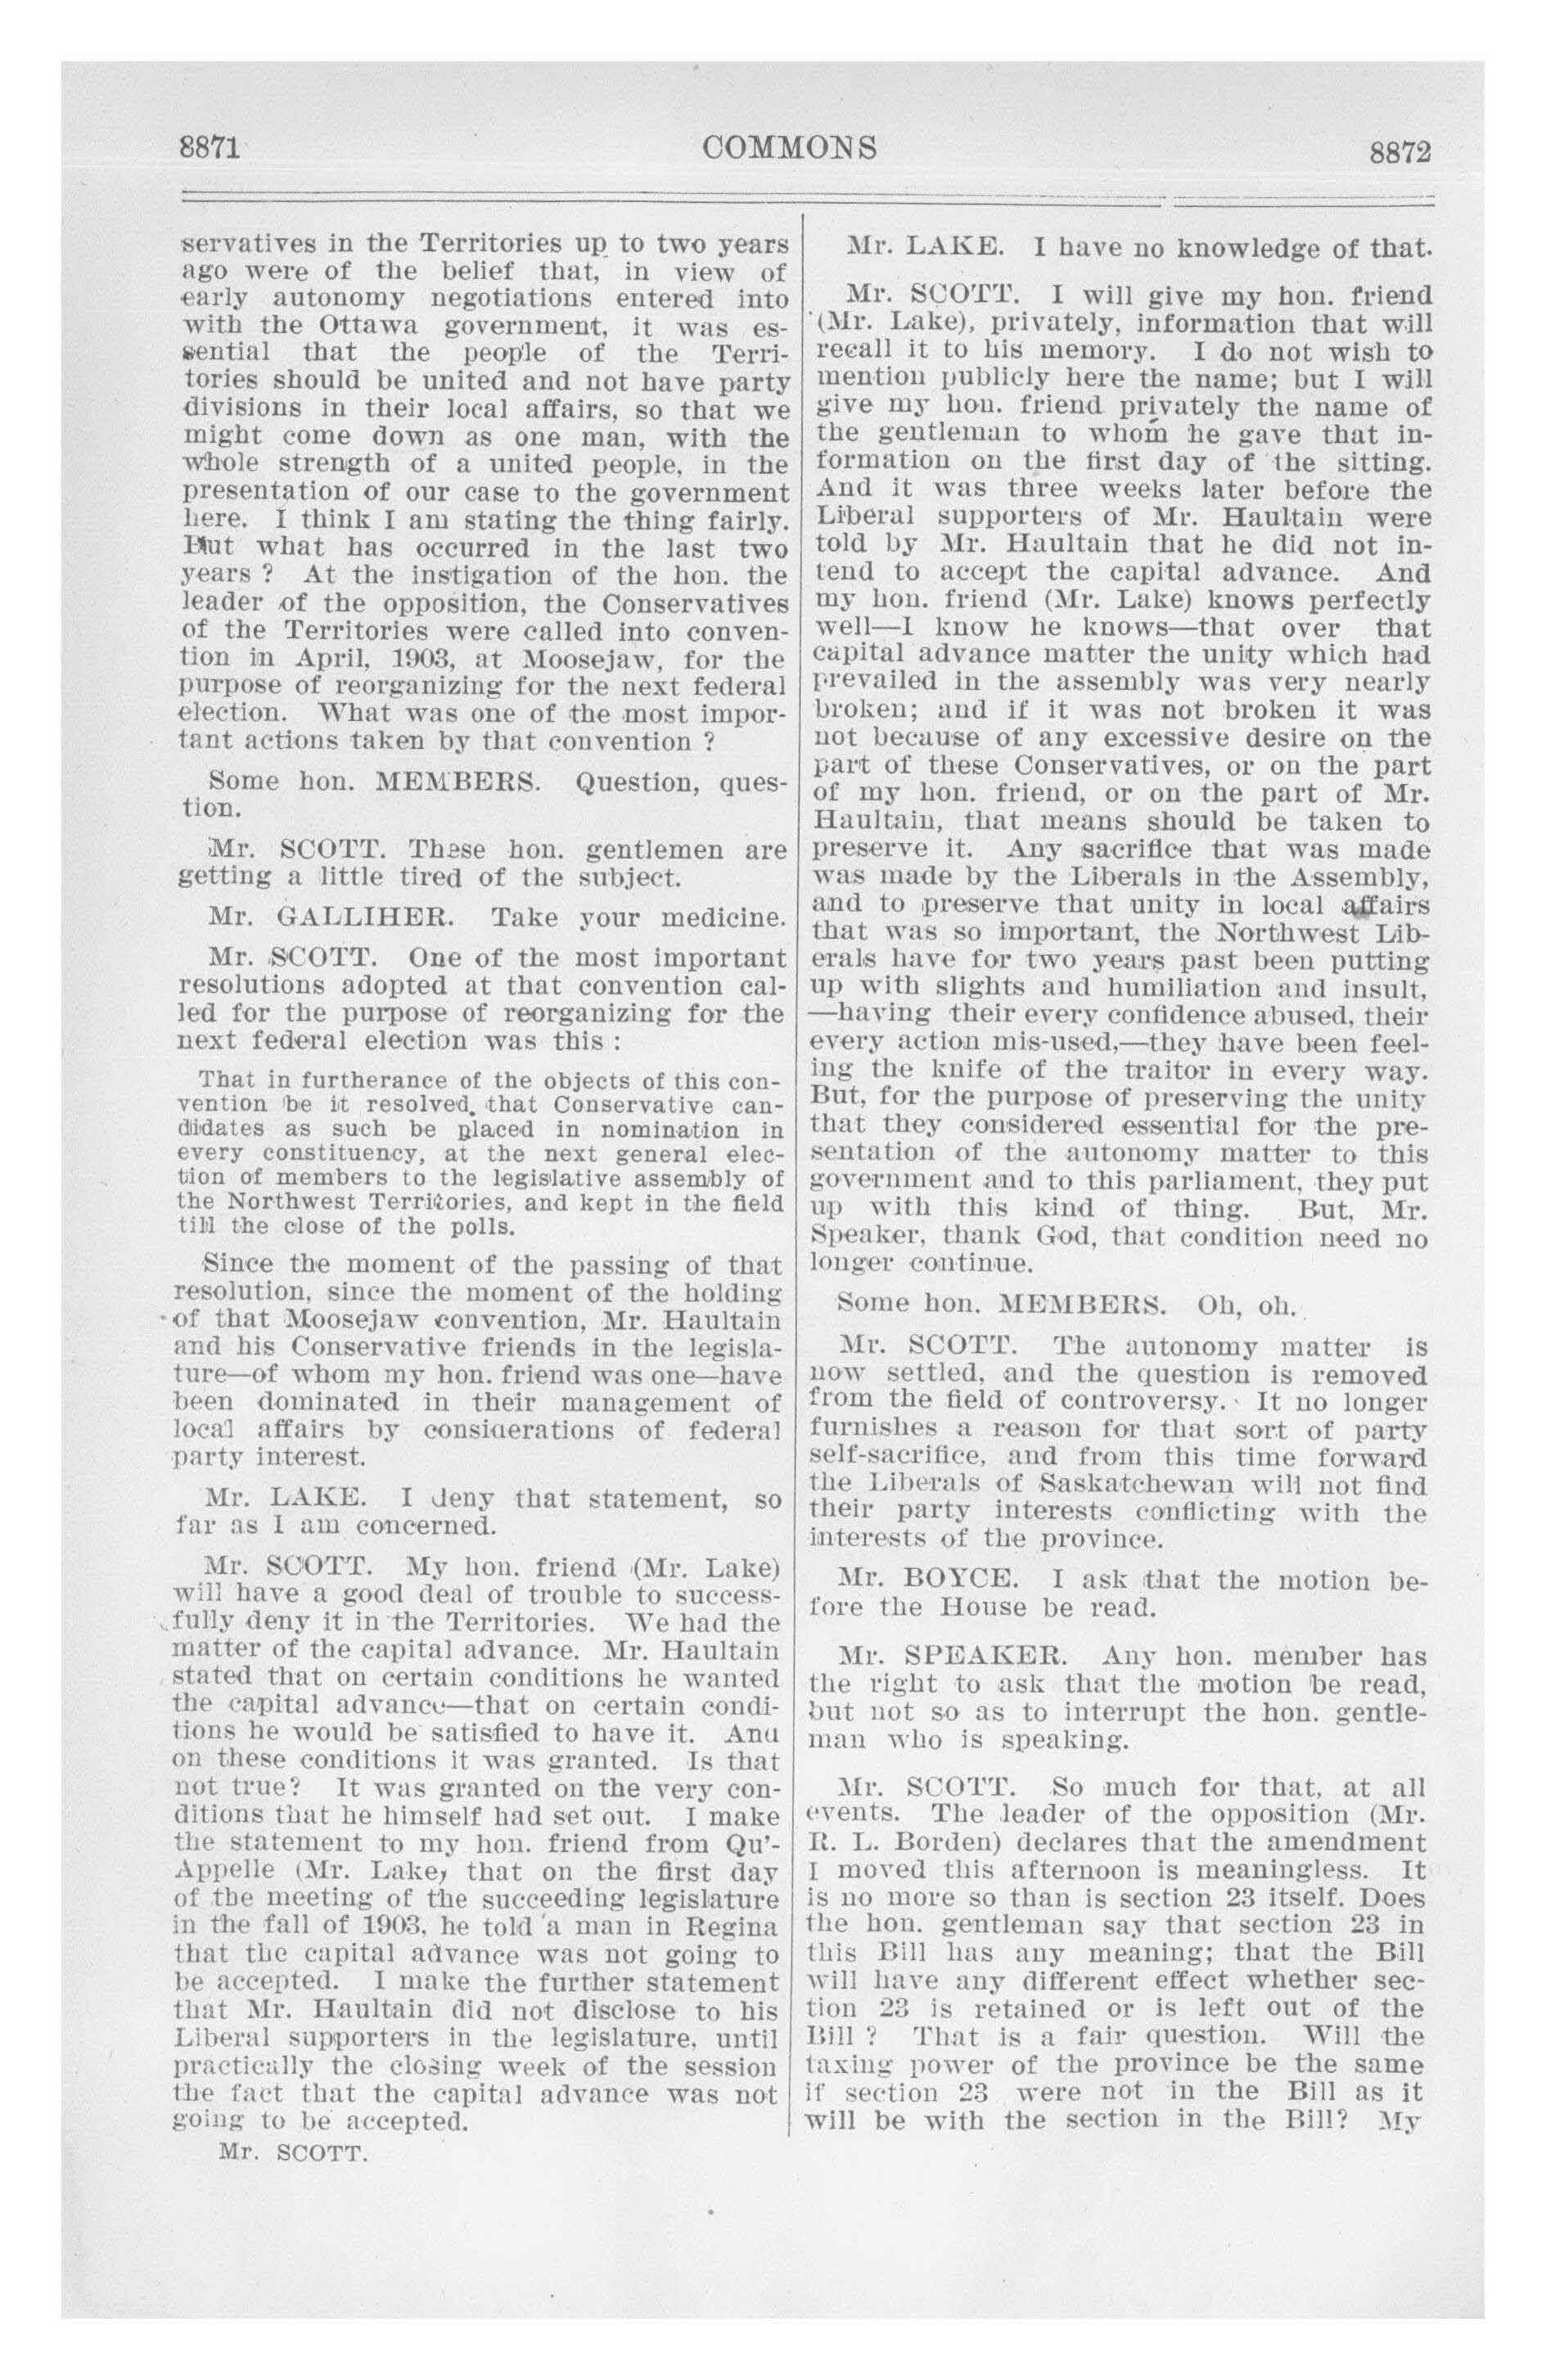 8871
COMMONS
8872
servatives in the Territories up to two years
ago were of the belief that, in view of
early autonomy negotiations entered into
with the Ottawa government, it was es-
sential that the people of the Terri-
tories should be united and not have party
divisions in their local affairs, so that we
might come down as one man, with the
whole strength of a united people, in the
presentation of our case to the government
here. I think I am stating the thing fairly.
But what has occurred in the last two
years ? At the instigation of the hon. the
leader of the opposition, the Conservatives
of the Territories were called into conven-
tion in April, 1903, at Moosejaw, for the
purpose of reorganizing for the next federal
election. What was one of the most impor-
tant actions taken by that convention ?
Some hon. MEMBERS. Question, ques-
tion.
Mr. SCOTT. These hon. gentlemen are
getting a little tired of the subject.
Mr. GALLIHER. Take your medicine.
Mr. SCOTT. One of the most important
resolutions adopted at that convention cal-
led for the purpose of reorganizing for the
next federal election was this :
That in furtherance of the objects of this con-
vention be it resolved, that Conservative can-
didates as such be placed in nomination in
every constituency, at the next general elec-
tion of members to the legislative assembly of
the Northwest Territories, and kept in the field
till the close of the polls.
Since the moment of the passing of that
resolution, since the moment of the holding
of that Moosejaw convention, Mr. Haultain
and his Conservative friends in the legisla-
ture—of whom my hon. friend was one—have
been dominated in their management of
local affairs by considerations of federal
party interest.
Mr. LAKE. I deny that statement, so
far as I am concerned.
Mr. SCOTT. My hon. friend (Mr. Lake)
will have a good deal of trouble to success-
fully deny it in the Territories. We had the
matter of the capital advance. Mr. Haultain
stated that on certain conditions he wanted
the capital advance—that on certain condi-
tions he would be satisfied to have it. And
on these conditions it was granted. Is that
not true? It was granted on the very con-
ditions that he himself had set out. I make
the statement to my hon. friend from Qu'-
Appelle (Mr. Lake) that on the first day
of the meeting of the succeeding legislature
in the fall of 1903, he told a man in Regina
that the capital advance was not going to
be accepted. I make the further statement
that Mr. Haultain did not disclose to his
Liberal supporters in the legislature, until
practically the closing week of the session
the fact that the capital advance was not
going to be accepted.
Mr. SCOTT.
Mr. LAKE. I have no knowledge of that.
Mr. SCOTT. I will give my hon. friend
(Mr. Lake), privately, information that will
recall it to his memory. I do not wish to
mention publicly here the name; but I will
give my hon. friend privately the name of
the gentleman to whom he gave that in-
formation on the first day of the sitting.
And it was three weeks later before the
Liberal supporters of Mr. Haultain were
told by Mr. Haultain that he did not in-
tend to accept the capital advance. And
my hon. friend (Mr. Lake) knows perfectly
well—I know he knows—that over that
capital advance matter the unity which had
prevailed in the assembly was very nearly
broken; and if it was not broken it was
not because of any excessive desire on the
part of these Conservatives, or on the part
of my hon. friend, or on the part of Mr.
Haultain, that means should be taken to
preserve it. Any sacrifice that was made
was made by the Liberals in the Assembly,
and to preserve that unity in local affairs
that was so important, the Northwest Lib-
erals have for two years past been putting
up with slights and humiliation and insult,
—having their every confidence abused, their
every action mis-used,—they have been feel-
ing the knife of the traitor in every way.
But, for the purpose of preserving the unity
that they considered essential for the pre-
sentation of the autonomy matter to this
government and to this parliament, they put
up with this kind of thing. But, Mr.
Speaker, thank God, that condition need no
longer continue.
Some hon. MEMBERS. Oh, oh.
Mr. SCOTT. The autonomy matter is
now settled, and the question is removed
from the field of controversy. It no longer
furnishes a reason for that sort of party
self-sacrifice, and from this time forward
the Liberals of Saskatchewan will not find
their party interests conflicting with the
interests of the province.
Mr. BOYCE. I ask that the motion be-
fore the House be read.
Mr. SPEAKER. Any hon. member has
the right to ask that the motion be read,
but not so as to interrupt the hon. gentle-
man who is speaking.
Mr. SCOTT. So much for that, at all
events. The leader of the opposition (Mr.
R. L. Borden) declares that the amendment
I moved this afternoon is meaningless. It
is no more so than is section 23 itself. Does
the hon. gentleman say that section 23 in
this Bill has any meaning; that the Bill
will have any different effect whether sec-
tion 23 is retained or is left out of the
Bill ? That is a fair question. Will the
taxing power of the province be the same
if section 23 were not in the Bill as it
will be with the section in the Bill? My